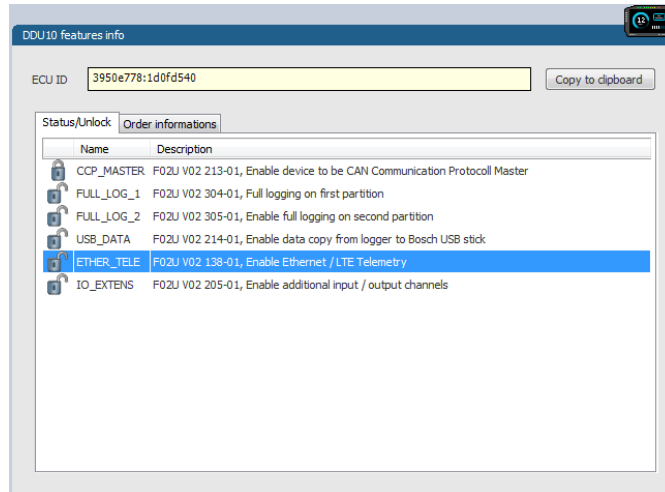 12
DDU10 features info
ECU ID 3950e778:1d0fd540 Copy to clipboard
Status/Unlock Order informations
Name Description
CCP_MASTER F02U V02 213-01, Enable device to be CAN Communication Protocoll Master
FULL_LOG_1 F02U V02 304-01, Full logging on first partition
FULL_LOG_2 F02U V02 305-01, Enable full logging on second partition
USB_DATA F02U V02 214-01, Enable data copy from logger to Bosch USB stick
ETHER_TELE F02U V02 138-01, Enable Ethernet / LTE Telemetry
IO_EXTENS F02U V02 205-01, Enable additional input / output channels